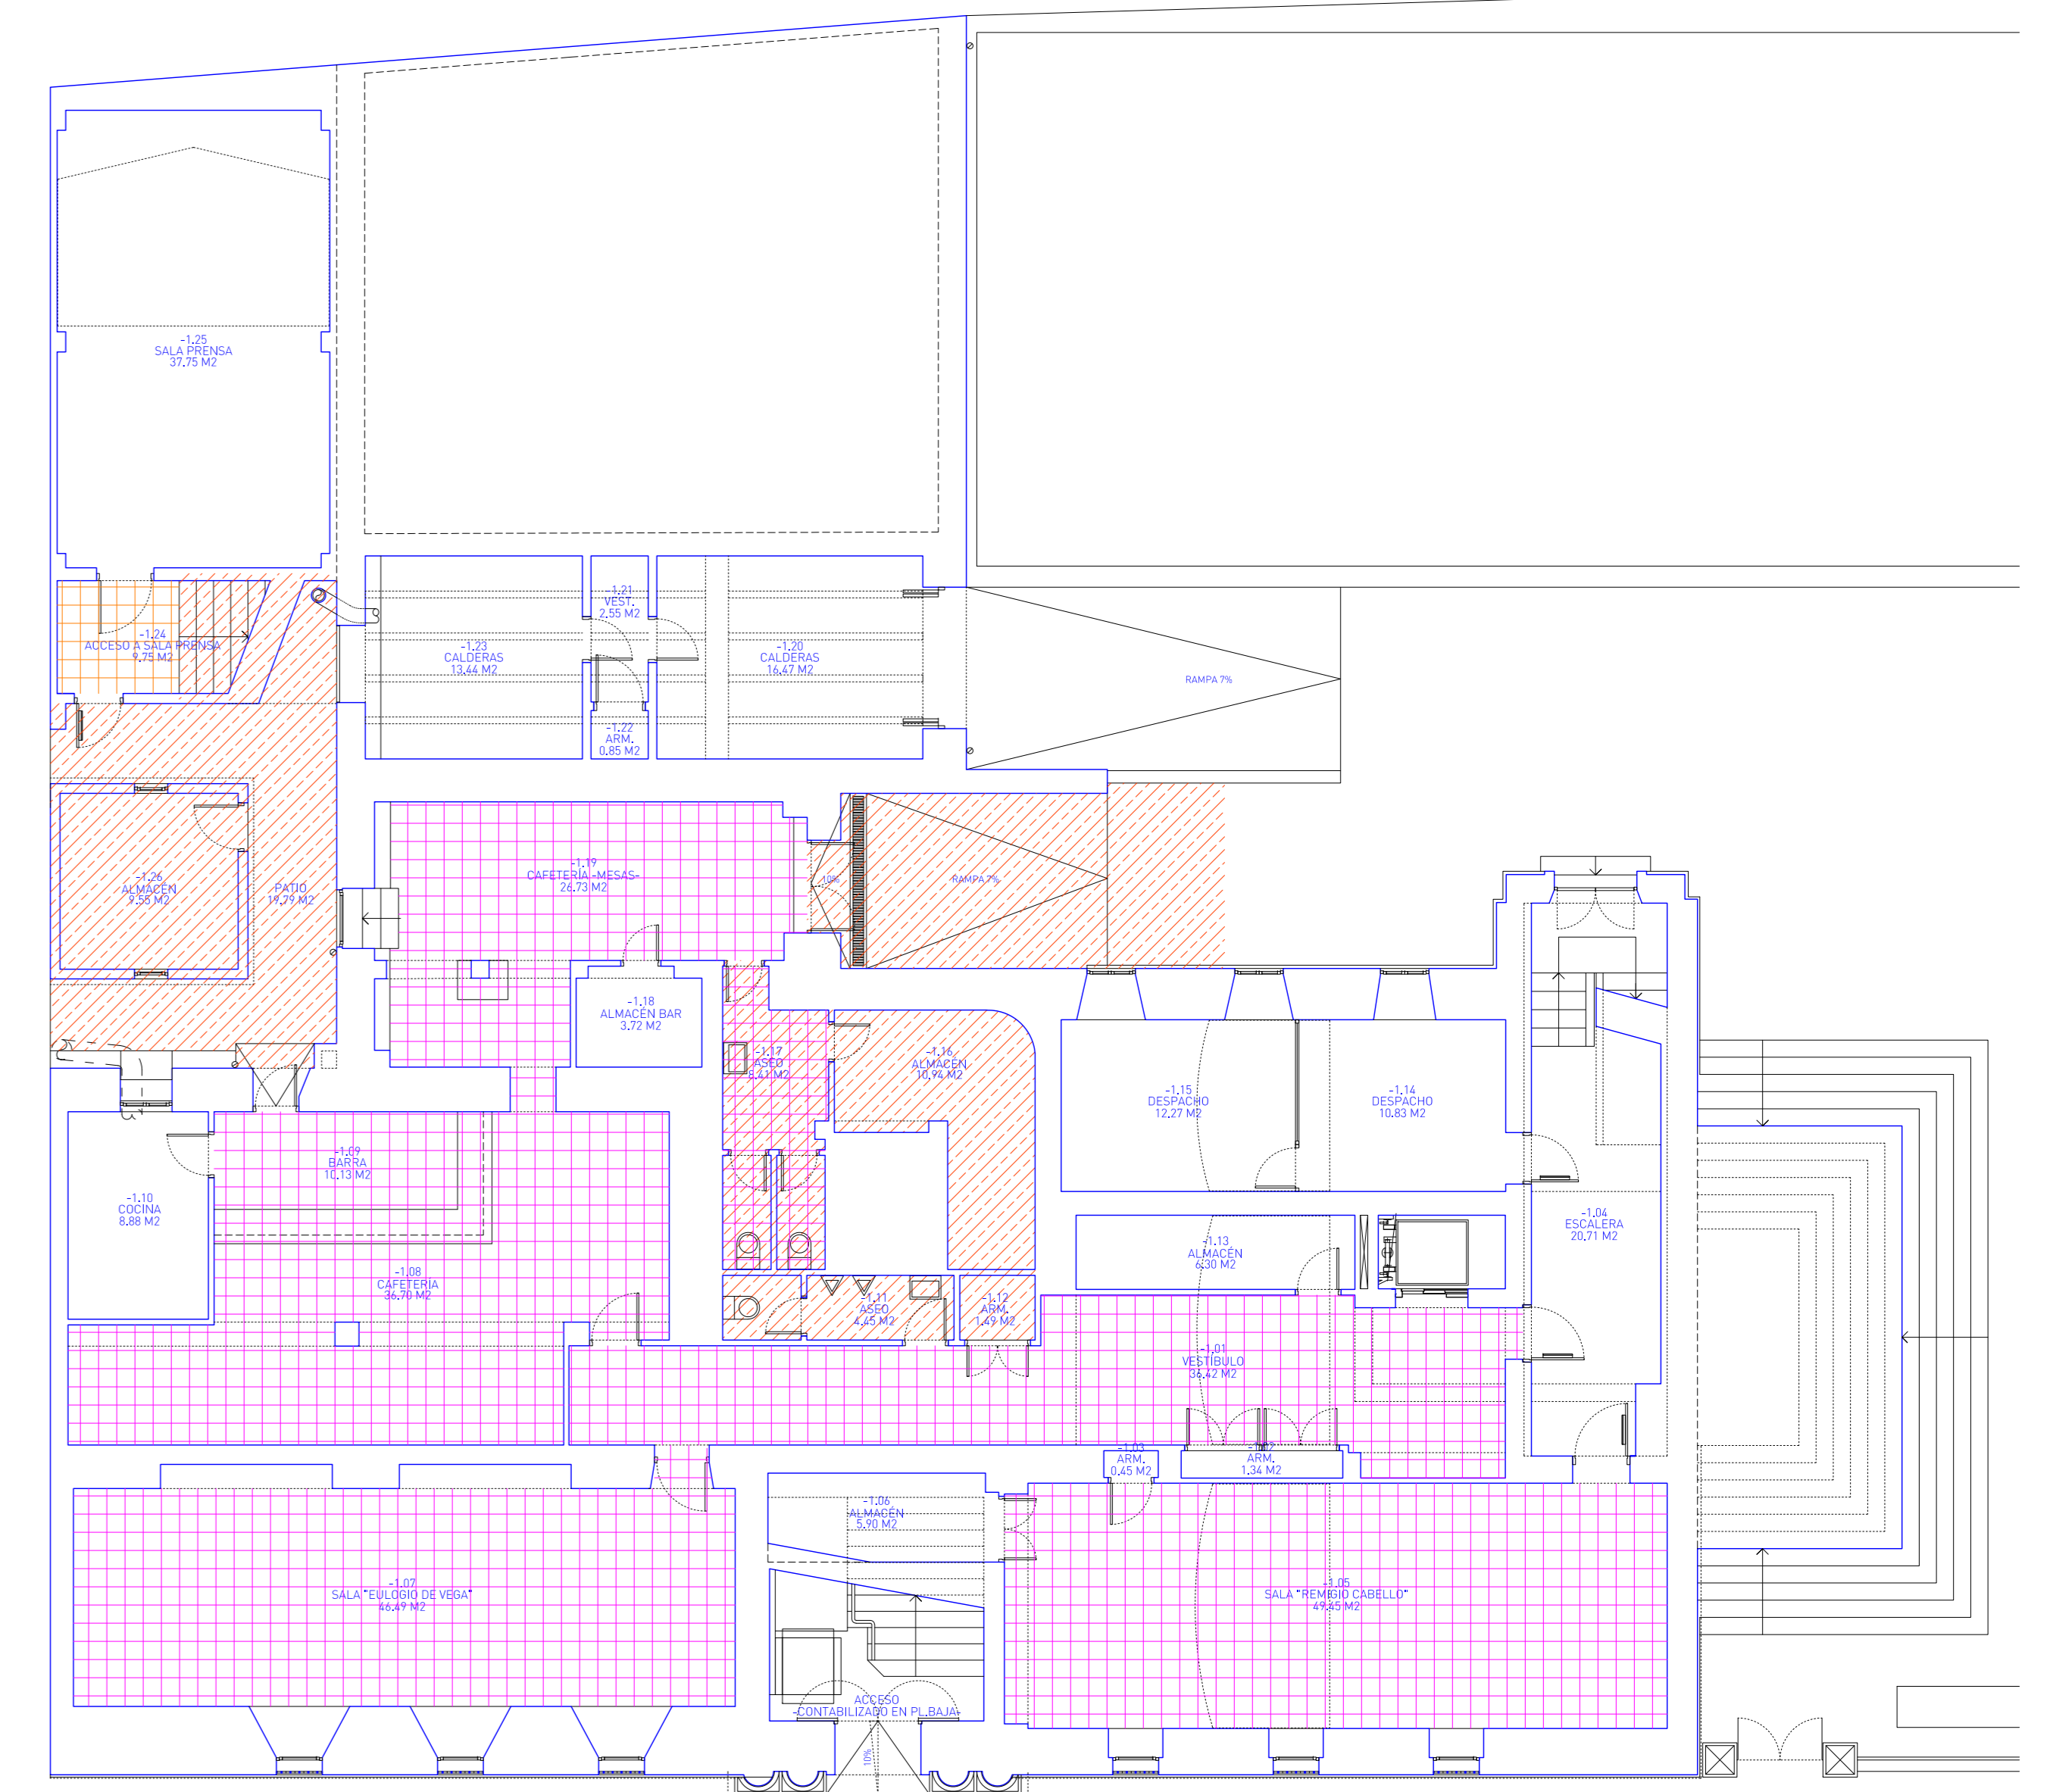 -1.25
SALA PRENSA
37.75 M2
-1.24
ACCESO A SALA PRENSA
9.75 M2
-1.23
CALDERAS
13.44 M2
-1.21
VEST.
2.55 M2
-1.22
ARM.
0.85 M2
-1.20
CALDERAS
16.47 M2
RAMPA 7%
-1.26
ALMACÉN
9.55 M2
PATIO
19.79 M2
-1.19
CAFETERÍA -MESAS-
26.73 M2
10%
RAMPA 7%
-1.18
ALMACÉN BAR
3.72 M2
-1.17
ASEO
8.41 M2
-1.16
ALMACÉN
10.94 M2
-1.15
DESPACHO
12.27 M2
-1.14
DESPACHO
10.83 M2
-1.09
BARRA
10.13 M2
-1.10
COCINA
8.88 M2
-1.04
ESCALERA
20.71 M2
-1.13
ALMACÉN
6.30 M2
-1.08
CAFETERÍA
36.70 M2
-1.11
ASEO
4.45 M2
-1.12
ARM.
1.49 M2
-1.01
VESTÍBULO
36.42 M2
-1.03
ARM.
0.45 M2
-1.02
ARM.
1.34 M2
-1.06
ALMACÉN
5.90 M2
-1.07
SALA "EULOGIO DE VEGA"
46.49 M2
-1.05
SALA "REMIGIO CABELLO"
49.45 M2
ACCESO
-CONTABILIZADO EN PL.BAJA-
10%